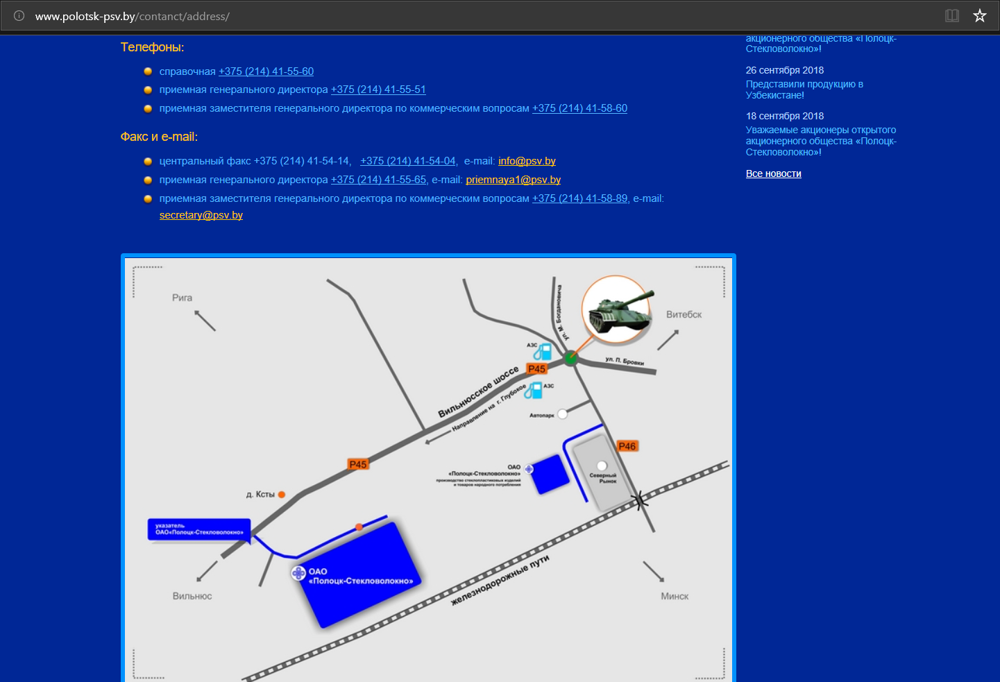 www.polotsk-psv.by/contanct/address/
Телефоны:
справочная +375 (214) 41-55-60
приемная генерального директора +375 (214) 41-55-51
приемная заместителя генерального директора по коммерческим вопросам +375 (214) 41-58-60
Факс и e-mail:
центральный факс +375 (214) 41-54-14, +375 (214) 41-54-04, e-mail: info@psv.by
приемная генерального директора +375 (214) 41-55-65, e-mail: priemnaya1@psv.by
приемная заместителя генерального директора по коммерческим вопросам +375 (214) 41-58-89, e-mail:
secretary@psv.by
акционерного общества «Полоцк-
Стекловолокно»!
26 сентября 2018
Представили продукцию в
Узбекистане!
18 сентября 2018
Уважаемые акционеры открытого
акционерного общества «Полоцк-
Стекловолокно»!
Все новости
Рига
ул. М. Богдановича
Витебск
АЗС
ул. П. Бровки
Р45
Вильнюсское шоссе
АЗС
Направление на г. Глубокое
Автопарк
Р46
Р45
ОАО
«Полоцк-Стекловолокно»
производство стеклопластиковых изделий
и товаров народного потребления
Северный
Рынок
д. Ксты
указатель
ОАО«Полоцк-Стекловолокно»
ОАО
«Полоцк-Стекловолокно»
железнодорожные пути
Вильнюс
Минск